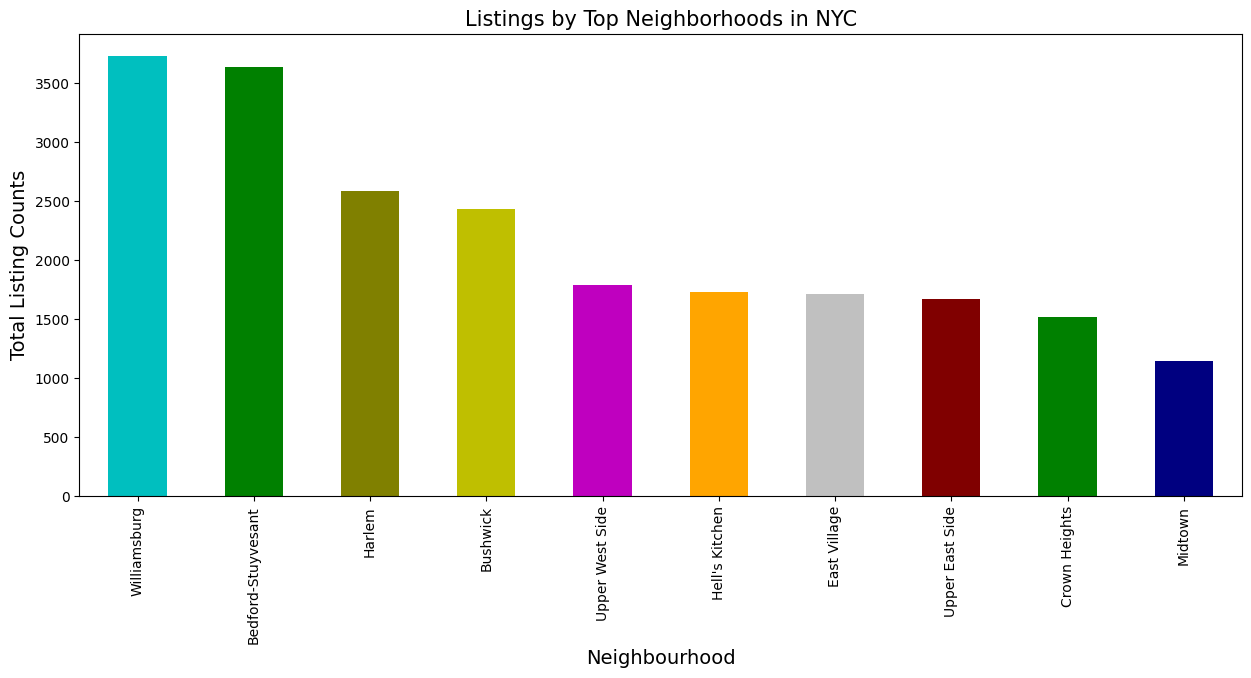 Listings by Top Neighborhoods in NYC
Total Listing Counts
3500
3000
2500
2000
1500
1000
500
0
Williamsburg
Bedford-Stuyvesant
Harlem
Bushwick
Upper West Side
Hell's Kitchen
East Village
Upper East Side
Crown Heights
Midtown
Neighbourhood